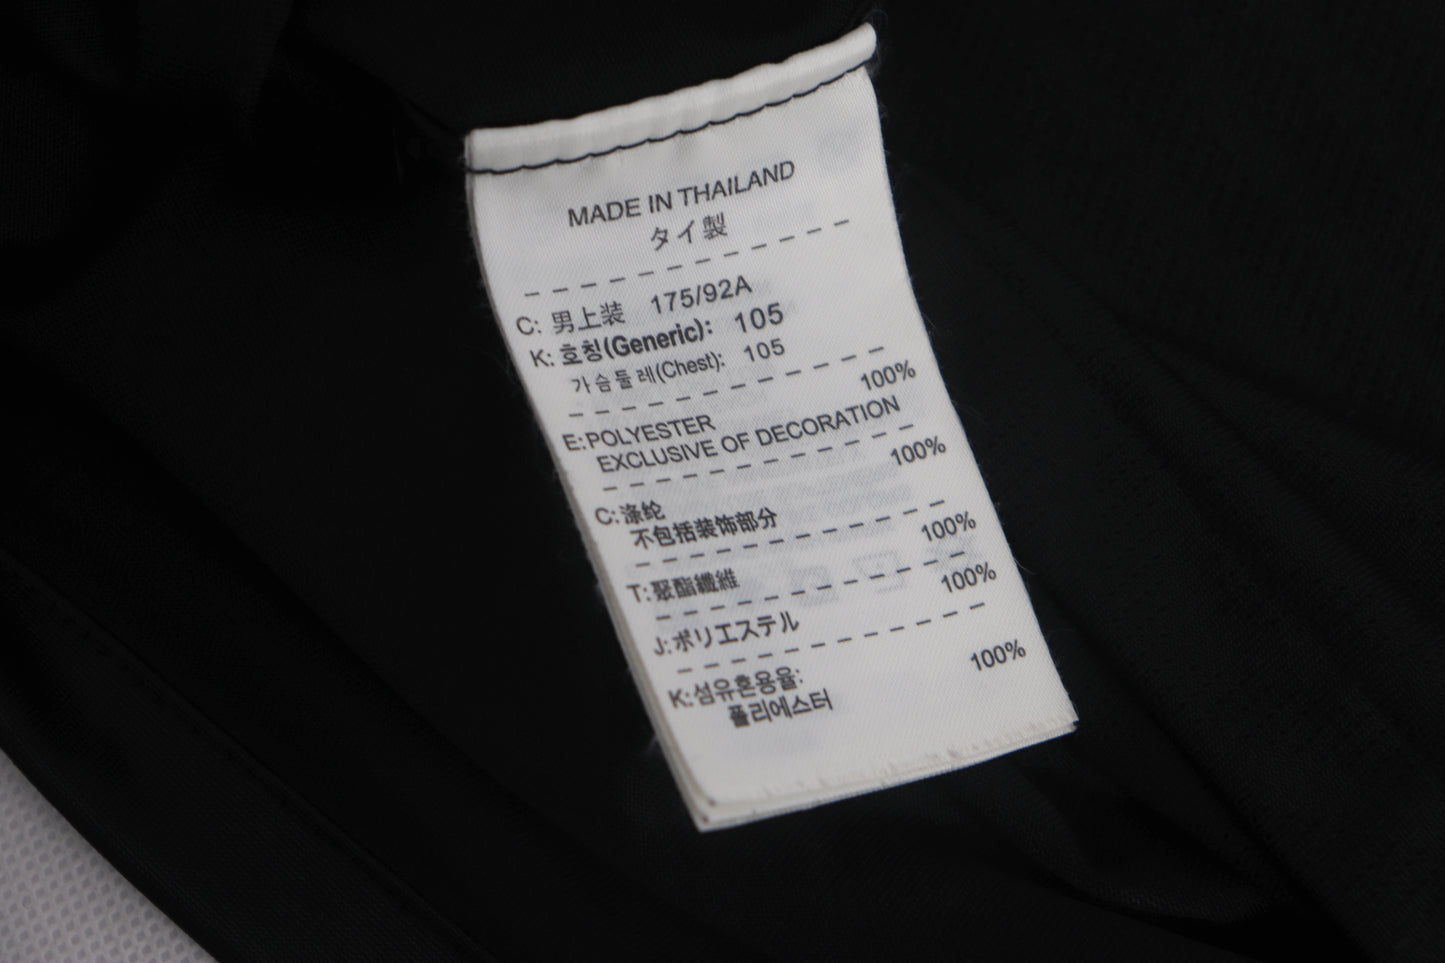 MADE IN THAILAND
タイ製
C: 男上装 175/92A
K: 호칭(Generic): 105
가슴둘레(Chest): 105
100%
E:POLYESTER
EXCLUSIVE OF DECORATION
100%
C:涤纶
不包括装饰部分
100%
T:聚酯纖維
100%
J:ポリエステル
100%
K:섬유혼용율:
폴리에스터